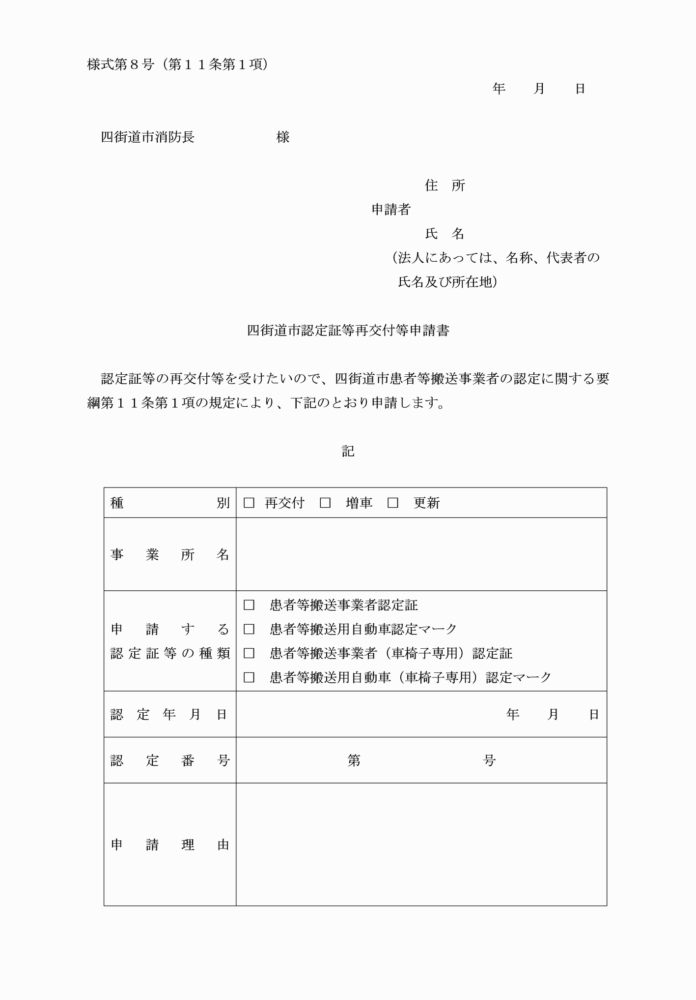 様式第８号（第１１条第１項）
年　　月　　日
四街道市消防長　　　　　　様
住　所
申請者
氏　名
（法人にあっては、名称、代表者の
氏名及び所在地）
四街道市認定証等再交付等申請書
認定証等の再交付等を受けたいので、四街道市患者等搬送事業者の認定に関する要
綱第１１条第１項の規定により、下記のとおり申請します。
記
種別　□ 再交付　□　増車　□　更新
事業所名
申請する
認定証等の種類
□　患者等搬送事業者認定証
□　患者等搬送用自動車認定マーク
□　患者等搬送事業者（車椅子専用）認定証
□　患者等搬送用自動車（車椅子専用）認定マーク
認定年月日　年　　月　　日
認定番号　第　　　　　　　　　号
申請理由